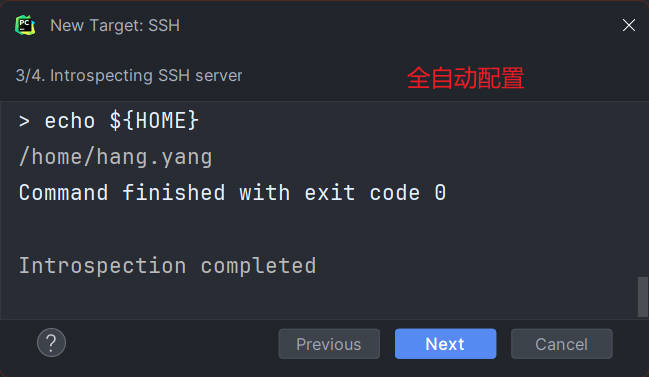 PC
New Target: SSH
3/4. Introspecting SSH server
全自动配置
> echo ${HOME}
/home/hang.yang
Command finished with exit code 0
Introspection completed
?
Previous
Next
Cancel